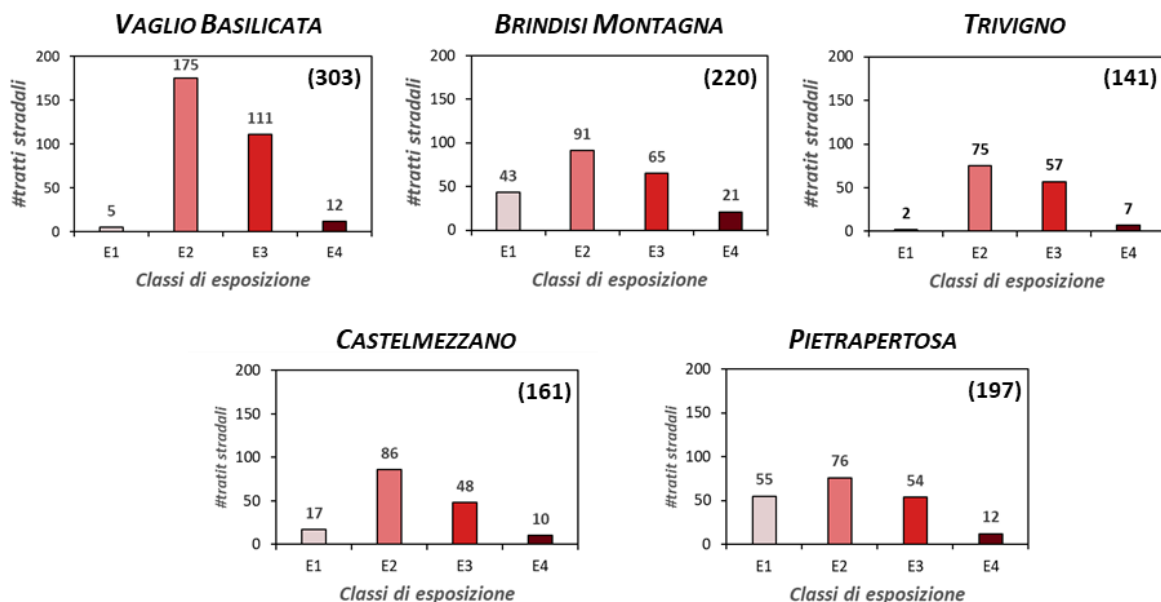 VAGLIO BASILICATA
(303)
#tratti stradali
200
150
100
50
0
5
175
111
12
E1 E2 E3 E4
Classi di esposizione
BRINDISI MONTAGNA
(220)
#tratti stradali
200
150
100
50
0
43
91
65
21
E1 E2 E3 E4
Classi di esposizione
TRIVIGNO
(141)
#tratit stradali
200
150
100
50
0
2
75
57
7
E1 E2 E3 E4
Classi di esposizione
CASTELMEZZANO
(161)
#tratit stradali
200
150
100
50
0
17
86
48
10
E1 E2 E3 E4
Classi di esposizione
PIETRAPERTOSA
(197)
#tratit stradali
200
150
100
50
0
55
76
54
12
E1 E2 E3 E4
Classi di esposizione